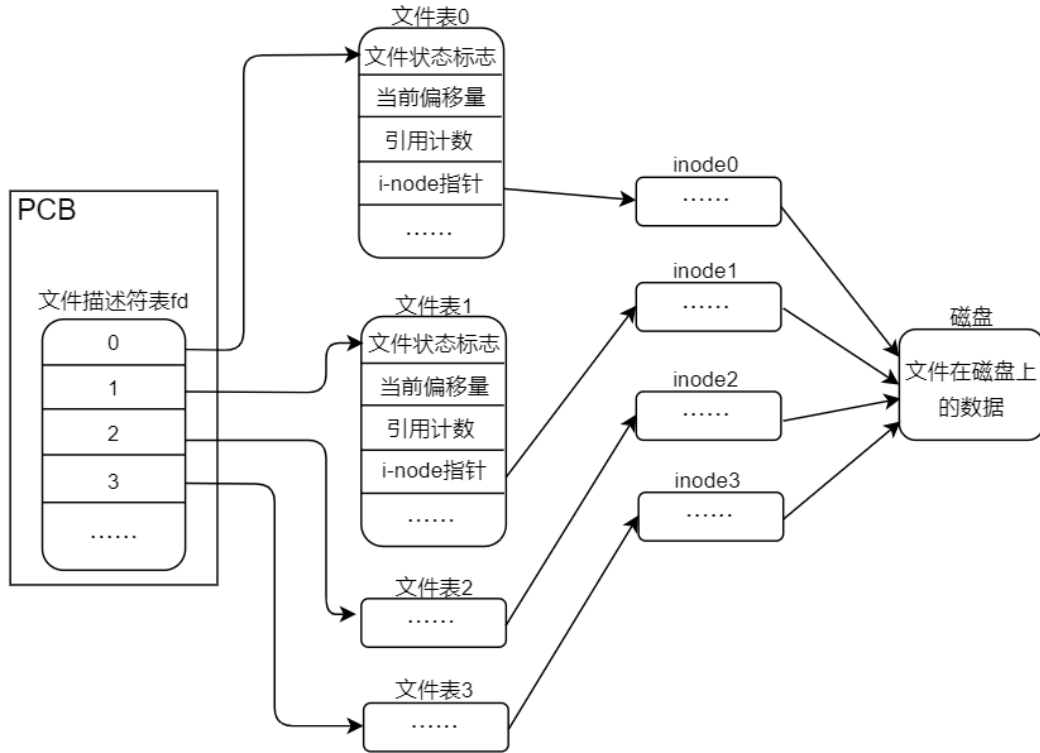 PCB
文件描述符表fd
0
1
2
3
……
文件表0
文件状态标志
当前偏移量
引用计数
i-node指针
……
文件表1
文件状态标志
当前偏移量
引用计数
i-node指针
……
文件表2
……
文件表3
……
inode0
……
inode1
……
inode2
……
inode3
……
磁盘
文件在磁盘上
的数据